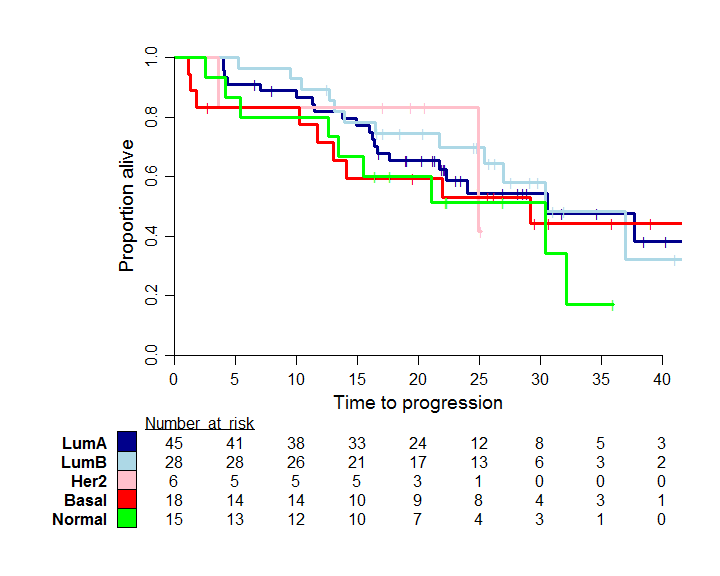 1.0
0.8
0.6
0.4
0.2
0.0
Proportion alive
0 5 10 15 20 25 30 35 40
Time to progression
Number at risk
LumA 45 41 38 33 24 12 8 5 3
LumB 28 28 26 21 17 13 6 3 2
Her2 6 5 5 5 3 1 0 0 0
Basal 18 14 14 10 9 8 4 3 1
Normal 15 13 12 10 7 4 3 1 0